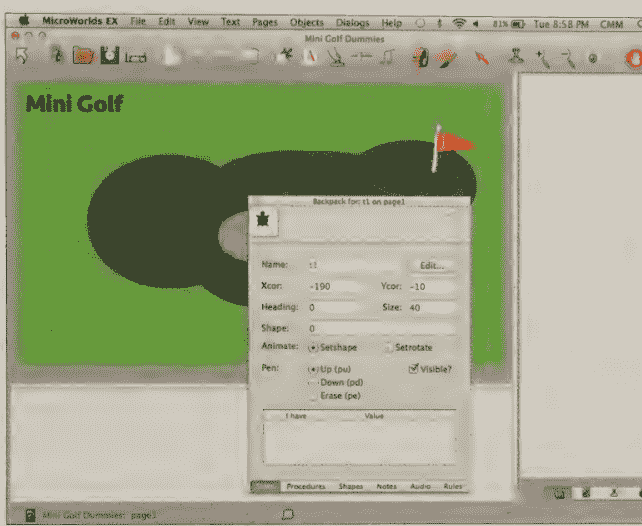 MicroWorlds EX File Edit View Text Pages Objects Dialogs Help 81% Tue 8:58 PM CMM
Mini Golf Dummies
Mini Golf
Backpack for: t1 on page1
Name: t1 Edit...
Xcor: -190 Ycor: -10
Heading: 0 Size: 40
Shape: 0
Animate: Setshape Setrotate
Pen: Up (pu) Visible?
Down (pd)
Erase (pe)
I have Value
Procedures Shapes Notes Audio Rules
Mini Golf Dummies: page1